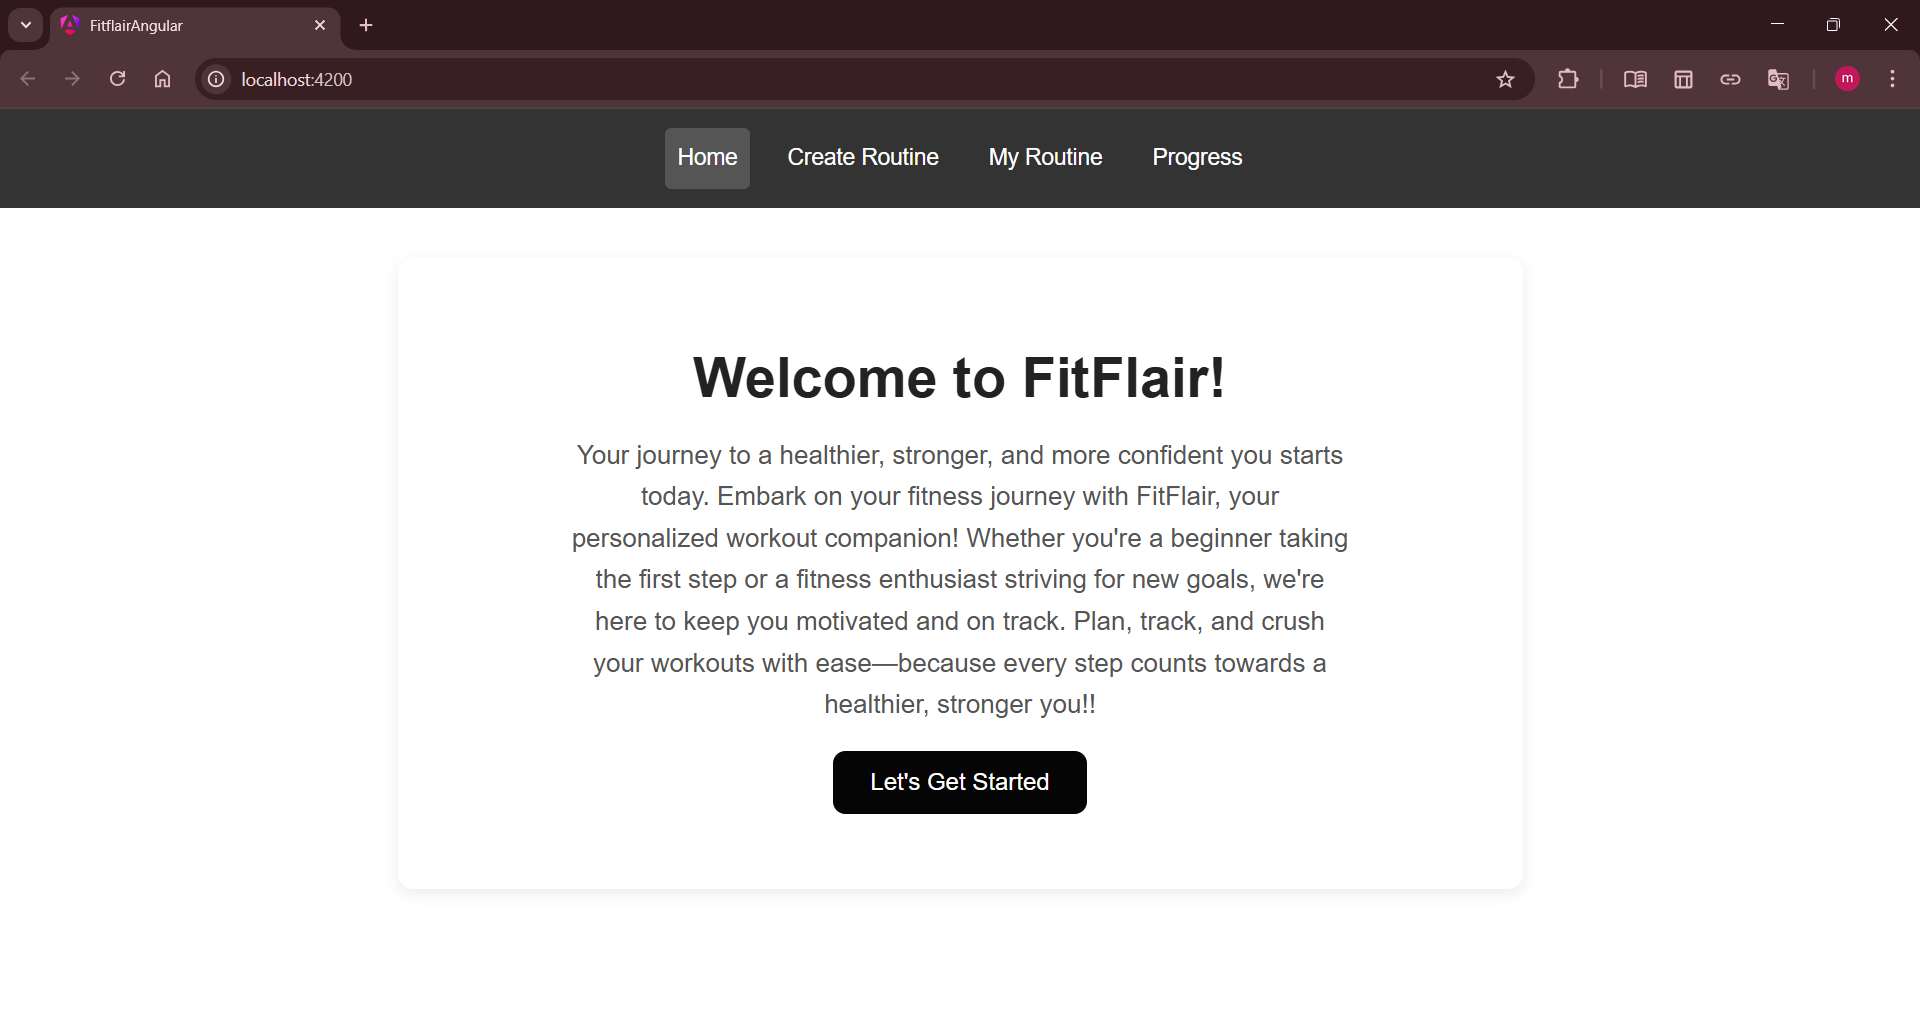 FitflairAngular
localhost:4200
m
Home Create Routine My Routine Progress
Welcome to FitFlair!
Your journey to a healthier, stronger, and more confident you starts
today. Embark on your fitness journey with FitFlair, your
personalized workout companion! Whether you're a beginner taking
the first step or a fitness enthusiast striving for new goals, we're
here to keep you motivated and on track. Plan, track, and crush
your workouts with ease—because every step counts towards a
healthier, stronger you!!
Let's Get Started